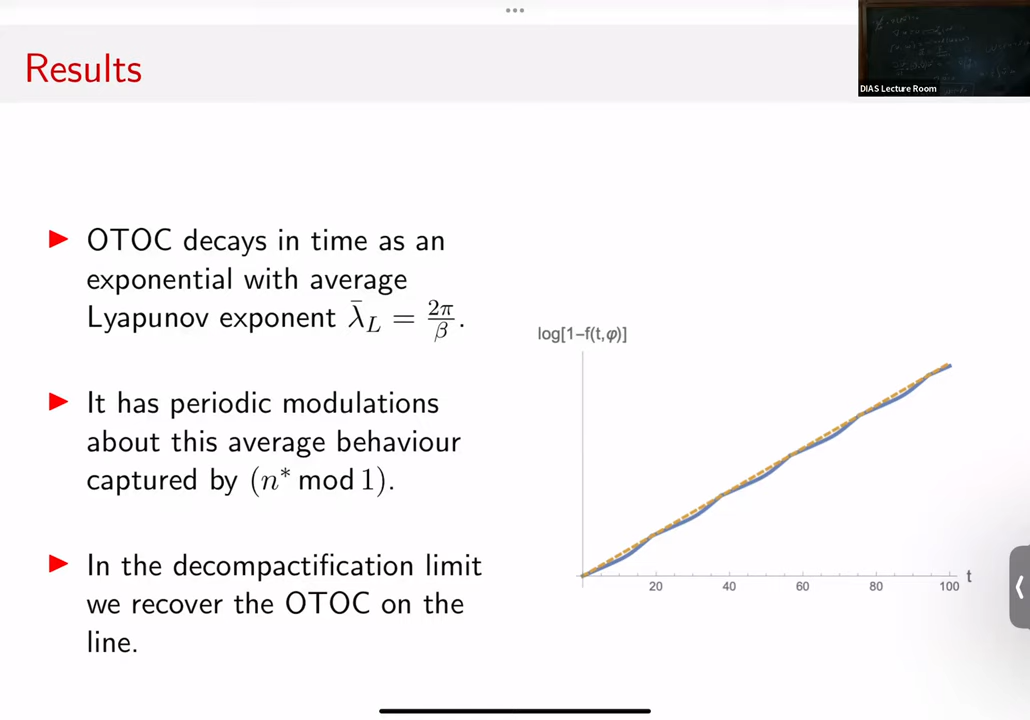 Results
DIAS Lecture Room
▶ OTOC decays in time as an
exponential with average
Lyapunov exponent λ̄_L = 2π/β.
▶ It has periodic modulations
about this average behaviour
captured by (n* mod 1).
▶ In the decompactification limit
we recover the OTOC on the
line.
log[1−f(t,φ)]
t
20 40 60 80 100